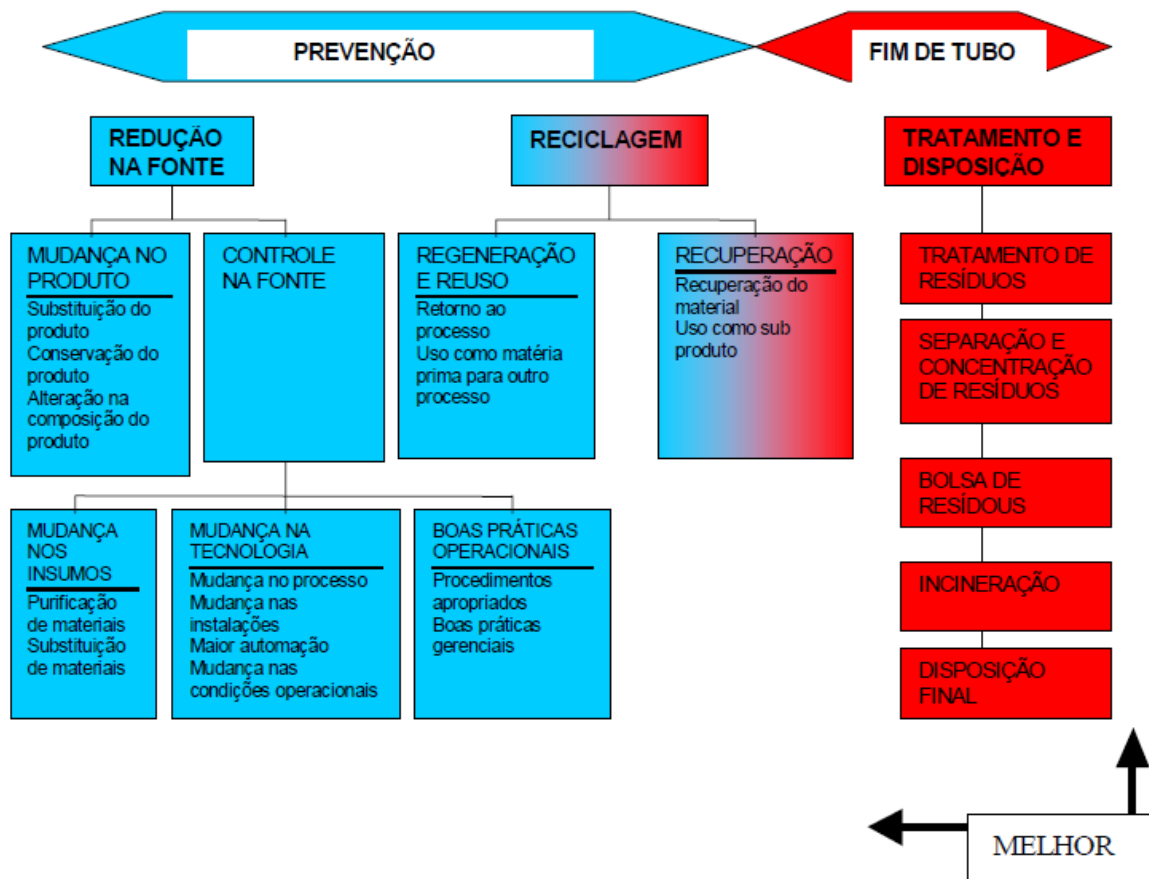 PREVENÇÃO
FIM DE TUBO
REDUÇÃO
NA FONTE
RECICLAGEM
TRATAMENTO E
DISPOSIÇÃO
MUDANÇA NO
PRODUTO
Substituição do
produto
Conservação do
produto
Alteração na
composição do
produto
CONTROLE
NA FONTE
REGENERAÇÃO
E REUSO
Retorno ao
processo
Uso como matéria
prima para outro
processo
RECUPERAÇÃO
Recuperação do
material
Uso como sub
produto
TRATAMENTO DE
RESÍDUOS
SEPARAÇÃO E
CONCENTRAÇÃO
DE RESÍDUOS
BOLSA DE
RESÍDOUS
INCINERAÇÃO
DISPOSIÇÃO
FINAL
MUDANÇA
NOS
INSUMOS
Purificação
de materiais
Substituição
de materiais
MUDANÇA NA
TECNOLOGIA
Mudança no processo
Mudança nas
instalações
Maior automação
Mudança nas
condições operacionais
BOAS PRÁTICAS
OPERACIONAIS
Procedimentos
apropriados
Boas práticas
gerenciais
MELHOR